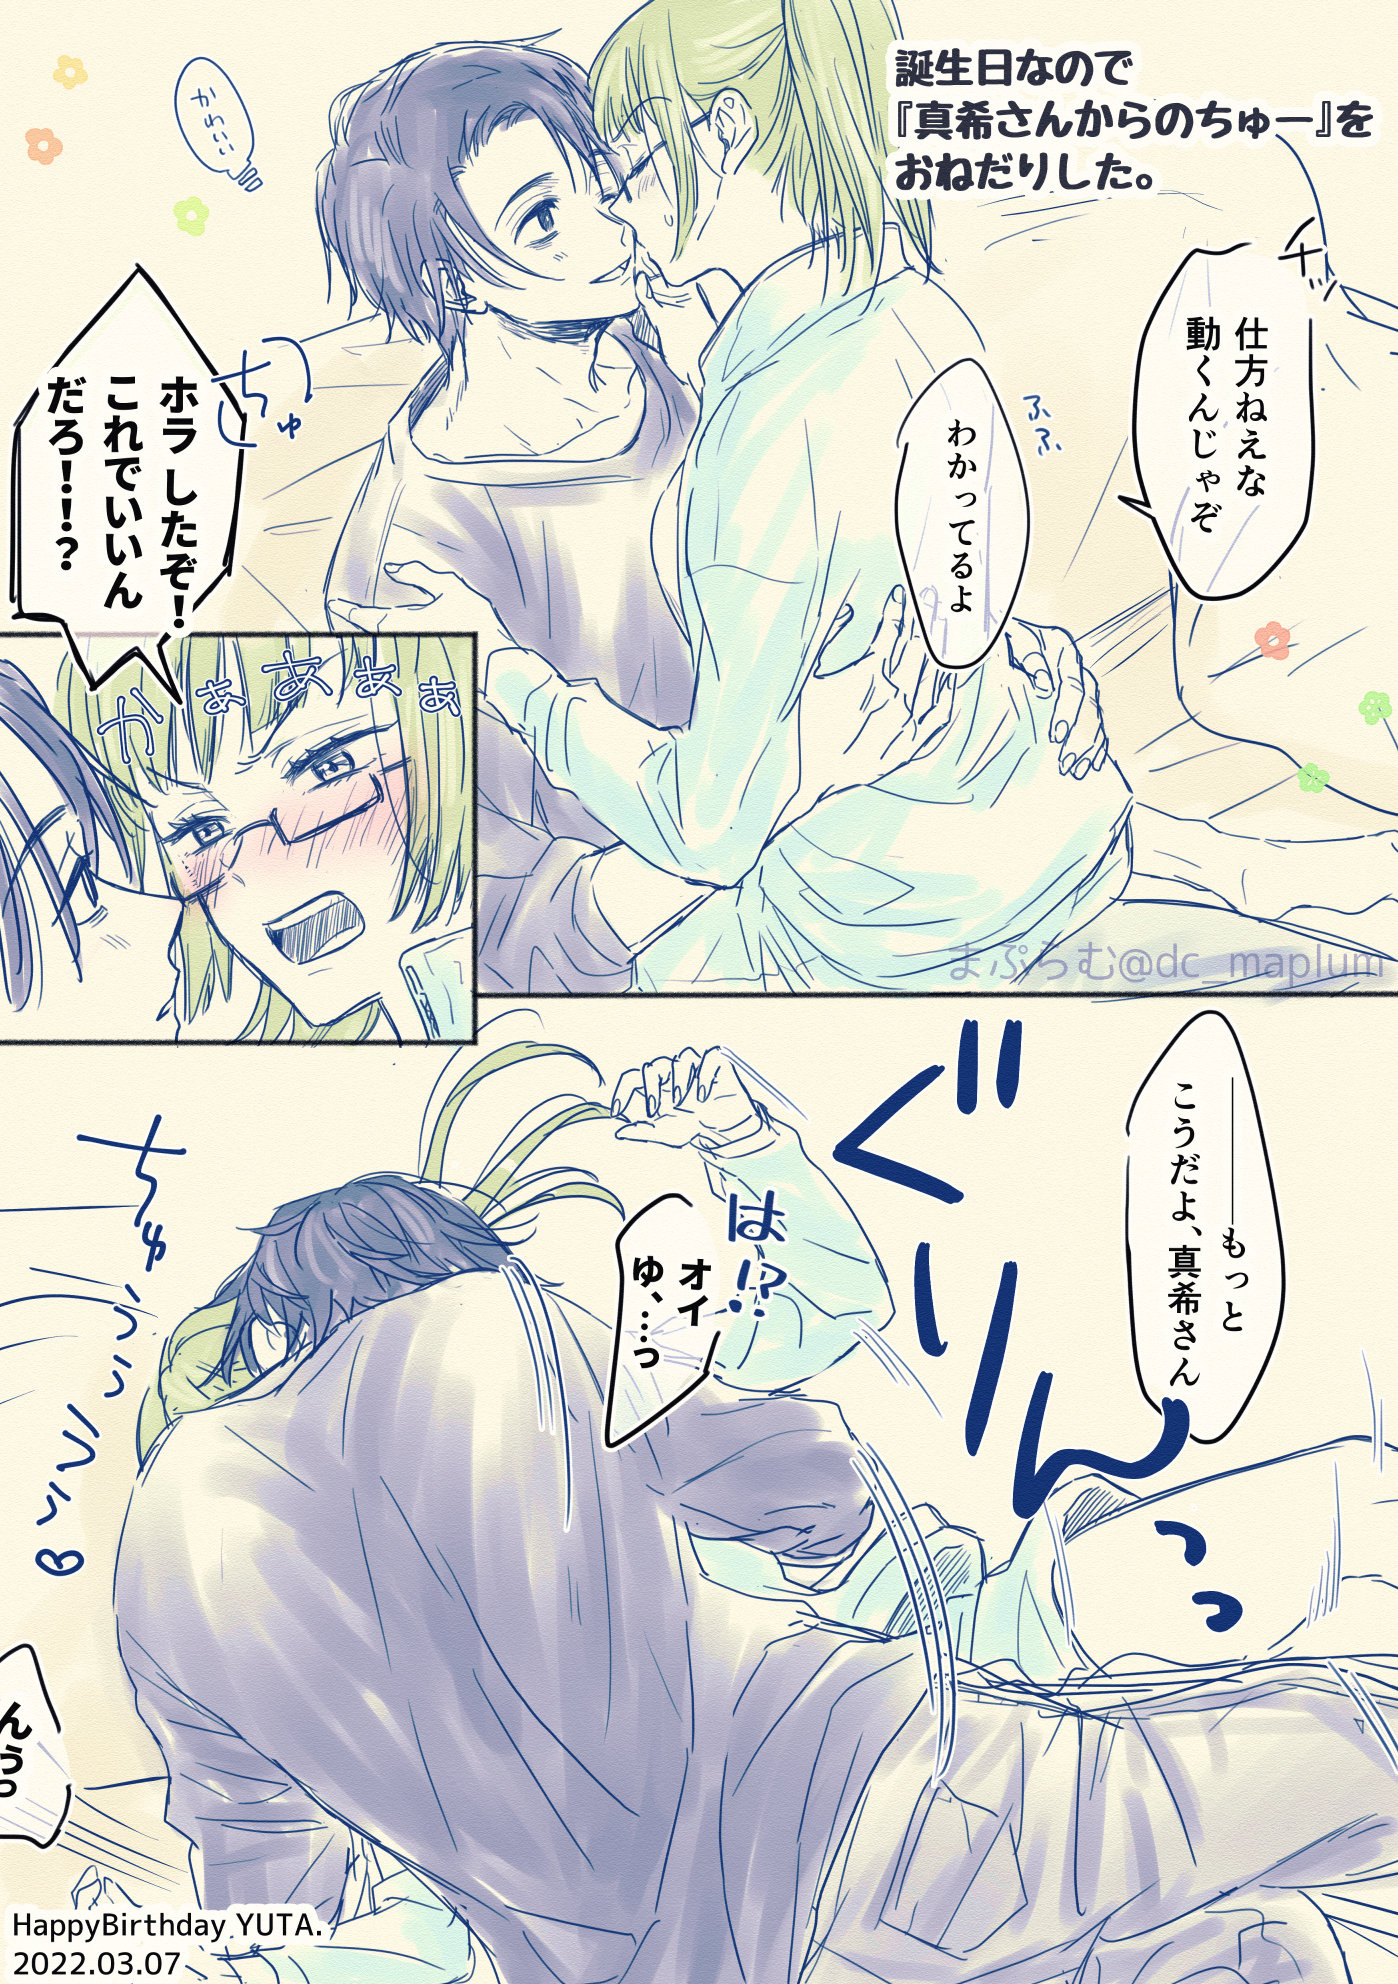 誕生日なので
『真希さんからのちゅー』を
おねだりした。
ナッ
仕方ねえな
動くんじゃぞ
ふふ
わかってるよ
かわいい
ちゅ
ホラ したぞ！
これでいいん
だろ！！？
かぁあぁぁ
まぷらむ@dc_maplum
もっと
こうだよ、真希さん
ぐりんっっ
は!?
オイ
ゆ、…っ
ちゅうぅ
んうっ
HappyBirthday YUTA.
2022.03.07